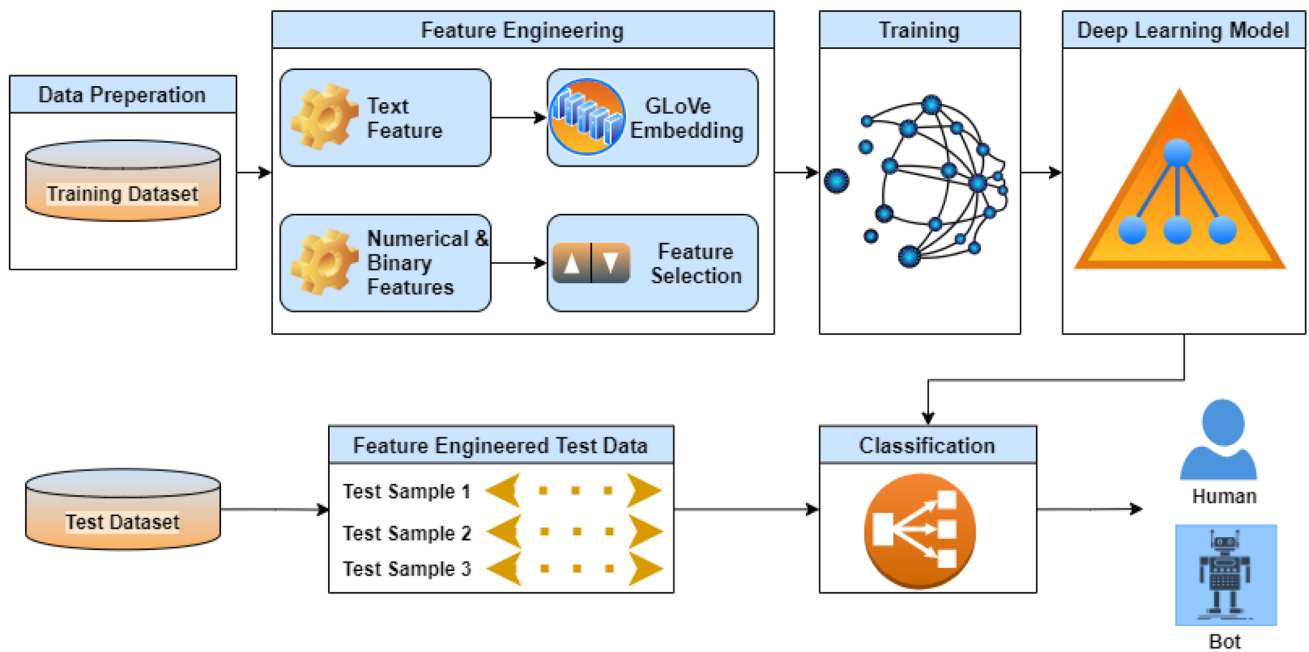 Feature Engineering
Training
Deep Learning Model
Data Preperation
Training Dataset
Text
Feature
GLoVe
Embedding
Numerical &
Binary
Features
Feature
Selection
Test Dataset
Feature Engineered Test Data
Test Sample 1
Test Sample 2
Test Sample 3
Classification
Human
Bot